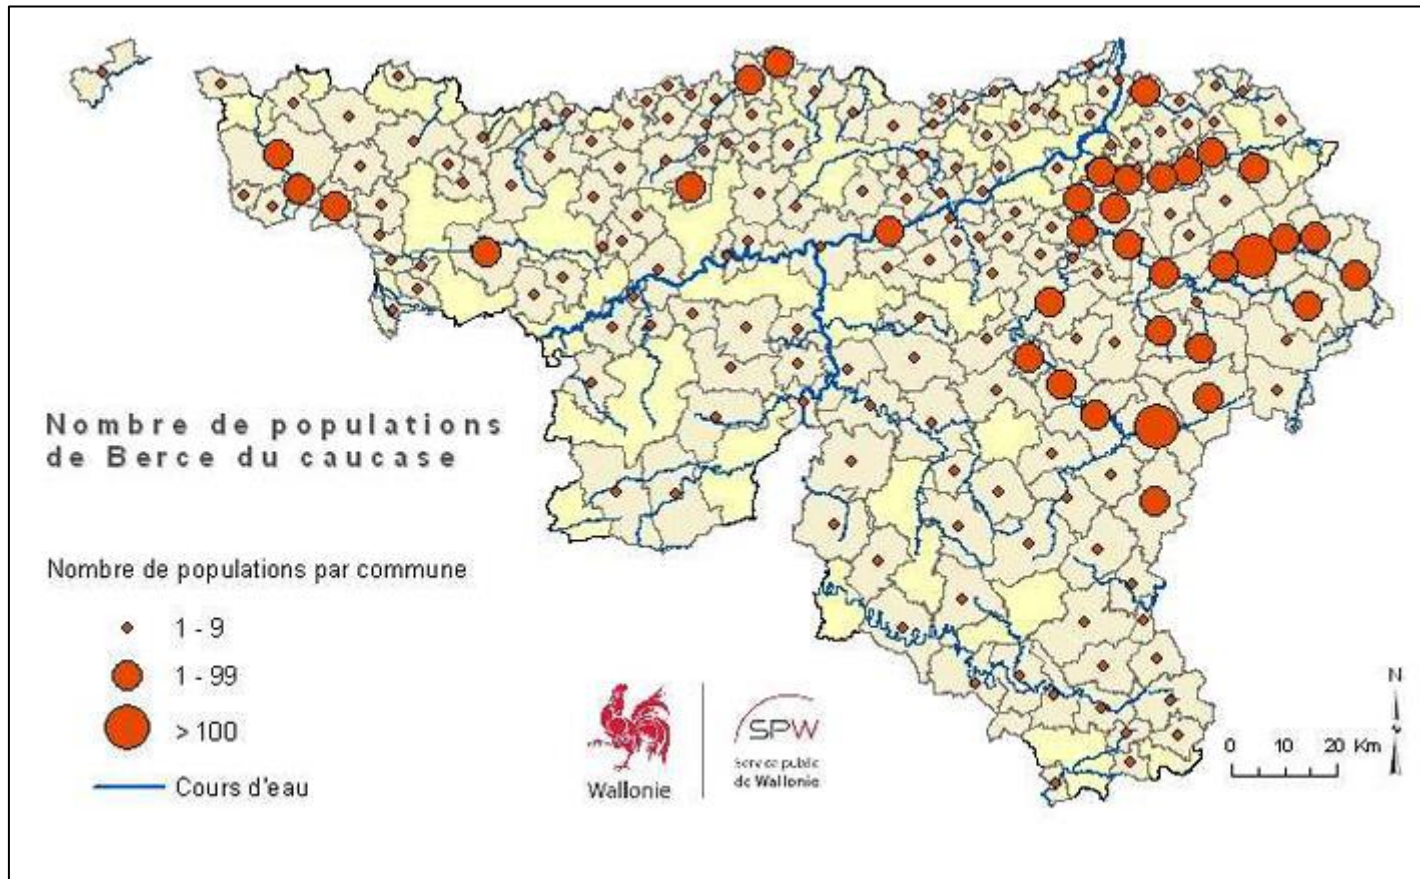 Nombre de populations
de Berce du caucase
Nombre de populations par commune
1 - 9
1 - 99
> 100
Cours d'eau
Wallonie
SPW
Service public
de Wallonie
N
0 10 20 Km